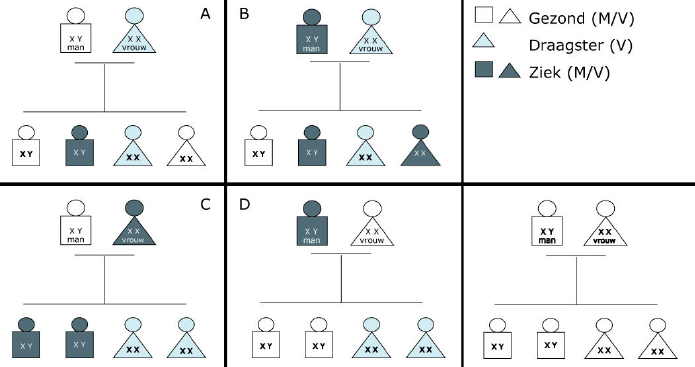 A
X Y
man
X X
vrouw
X Y
X Y
X X
X X
B
X Y
man
X X
vrouw
X Y
X Y
X X
X X
Gezond (M/V)
Draagster (V)
Ziek (M/V)
C
X Y
man
X X
vrouw
X Y
X Y
X X
X X
D
X Y
man
X X
vrouw
X Y
X Y
X X
X X
X Y
man
X X
vrouw
X Y
X Y
X X
X X